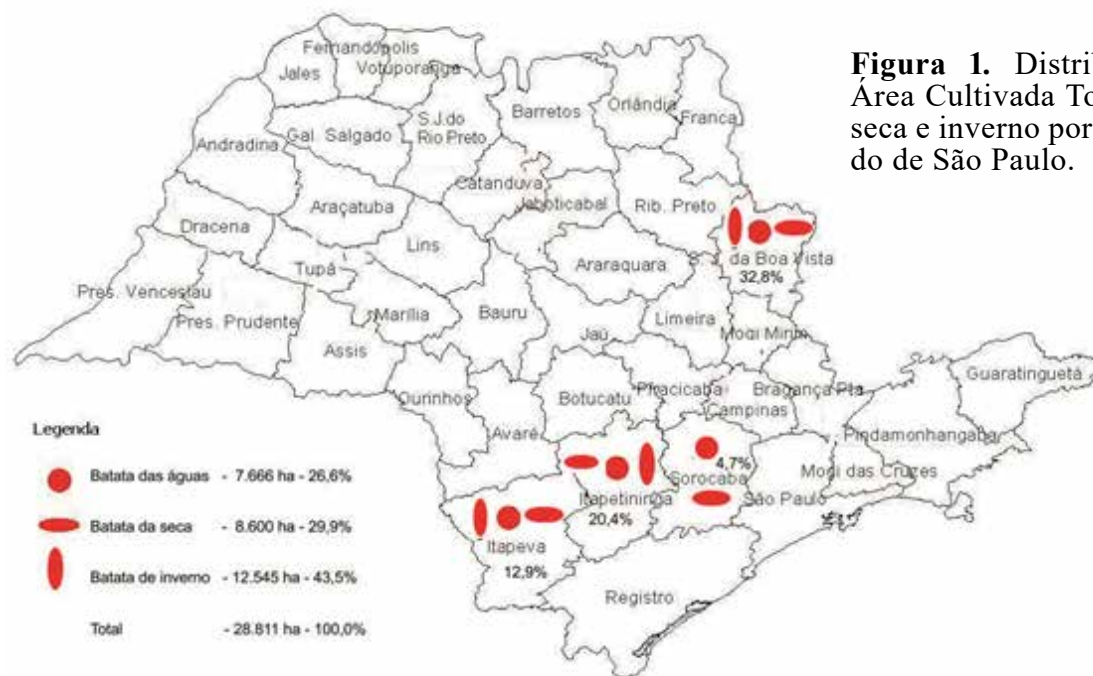 Figura 1. Distri
Área Cultivada To
seca e inverno por
do de São Paulo.
Fernandópolis
Jales
Votuporanga
Barretos
Orlândia
Franca
S.J.do
Rio Preto
Gal. Salgado
Andradina
Catanduva
Jaboticabal
Rib. Preto
Araçatuba
Dracena
Lins
Araraquara
S. J. da Boa Vista
32,8%
Tupã
Pres. Vencestau
Pres. Prudente
Marília
Bauru
Jaú
Limeira
Moqi Mirim
Assis
Ourinhos
Botucatu
Piracicaba
Campinas
Bragança Pta
Guaratinguetá
Avaré
Pindamonhangaba
Mogi das Cruzes
4,7%
Sorocaba
São Paulo
Itapetininga
20,4%
Itapeva
12,9%
Registro
Legenda
Batata das águas - 7.666 ha - 26,6%
Batata da seca - 8.600 ha - 29,9%
Batata de inverno - 12.545 ha - 43,5%
Total - 28.811 ha - 100,0%